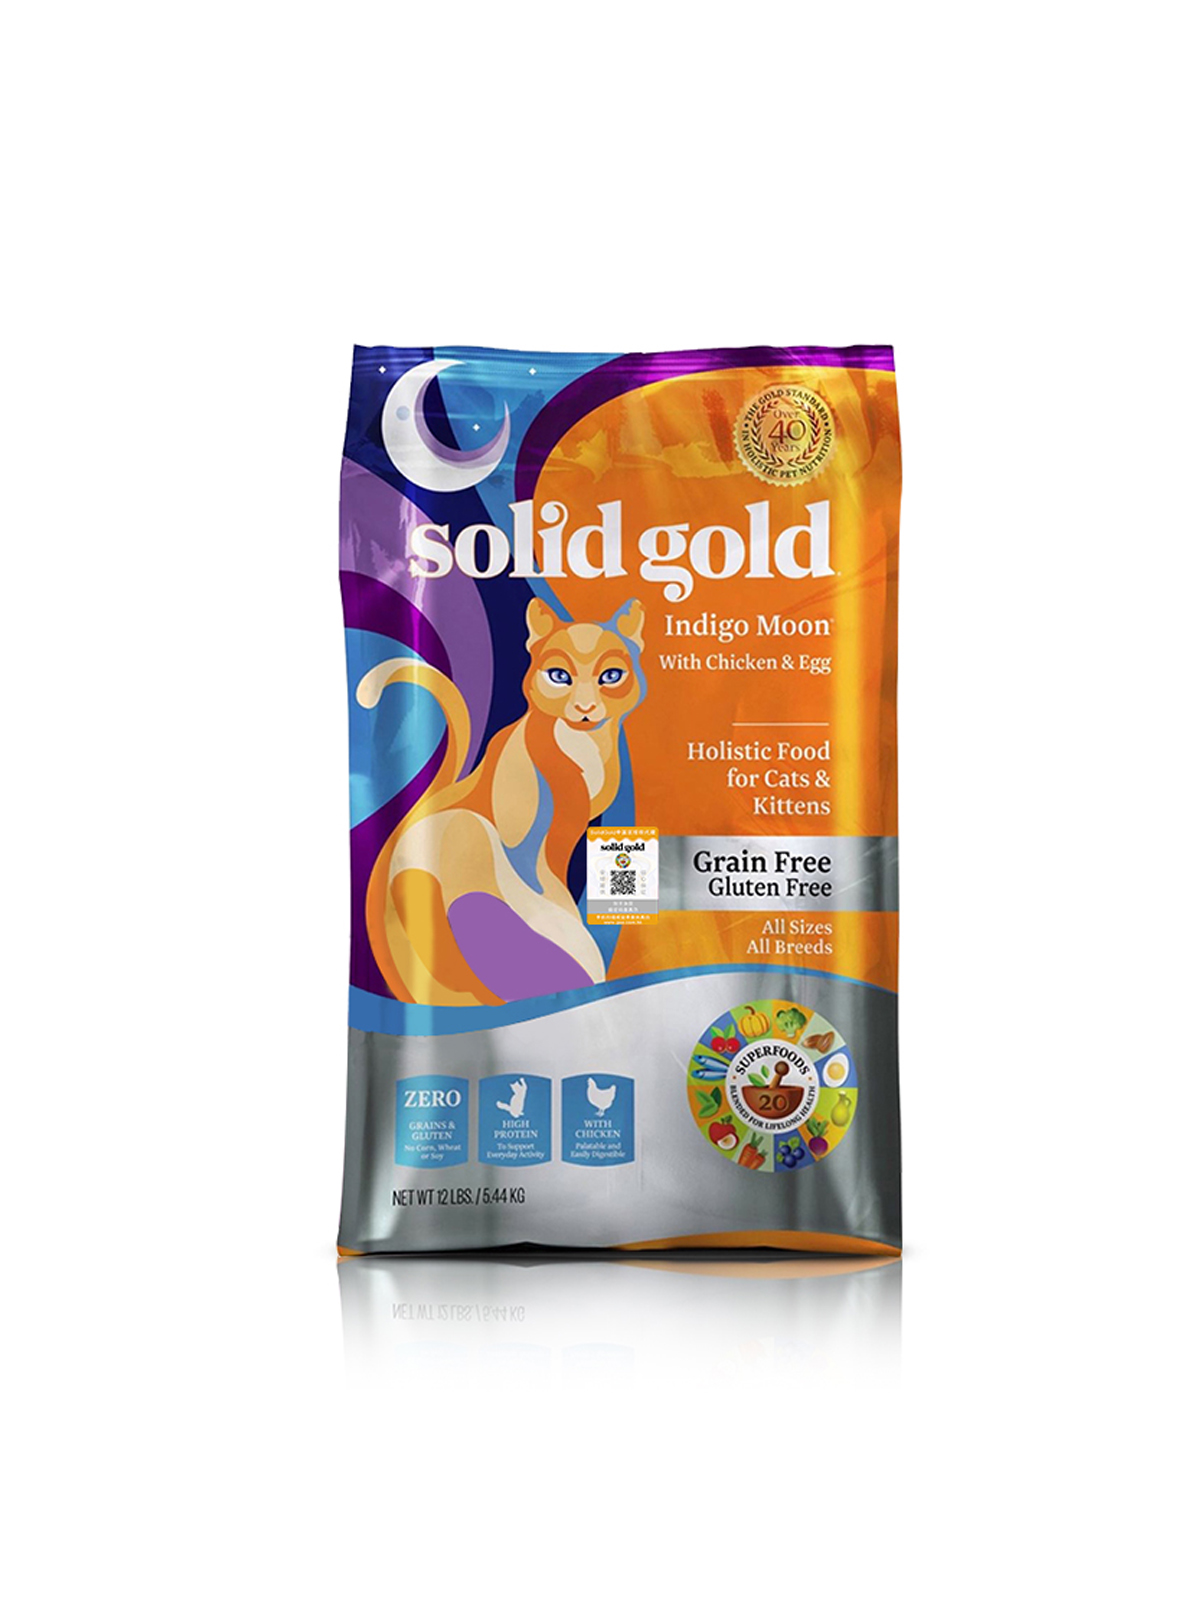 THE GOLD STANDARD
Over
40
Years
IN HOLISTIC PET NUTRITION
solid gold
Indigo Moon
With Chicken & Egg
Holistic Food
for Cats &
Kittens
solid gold
Grain Free
Gluten Free
All Sizes
All Breeds
SUPERFOODS
20
BLENDED FOR LIFELONG HEALTH
ZERO
GRAINS &
GLUTEN
No Corn, Wheat
or Soy
HIGH
PROTEIN
To Support
Everyday Activity
WITH
CHICKEN
Palatable and
Easily Digestible
NET WT 12 LBS. / 5.44 KG